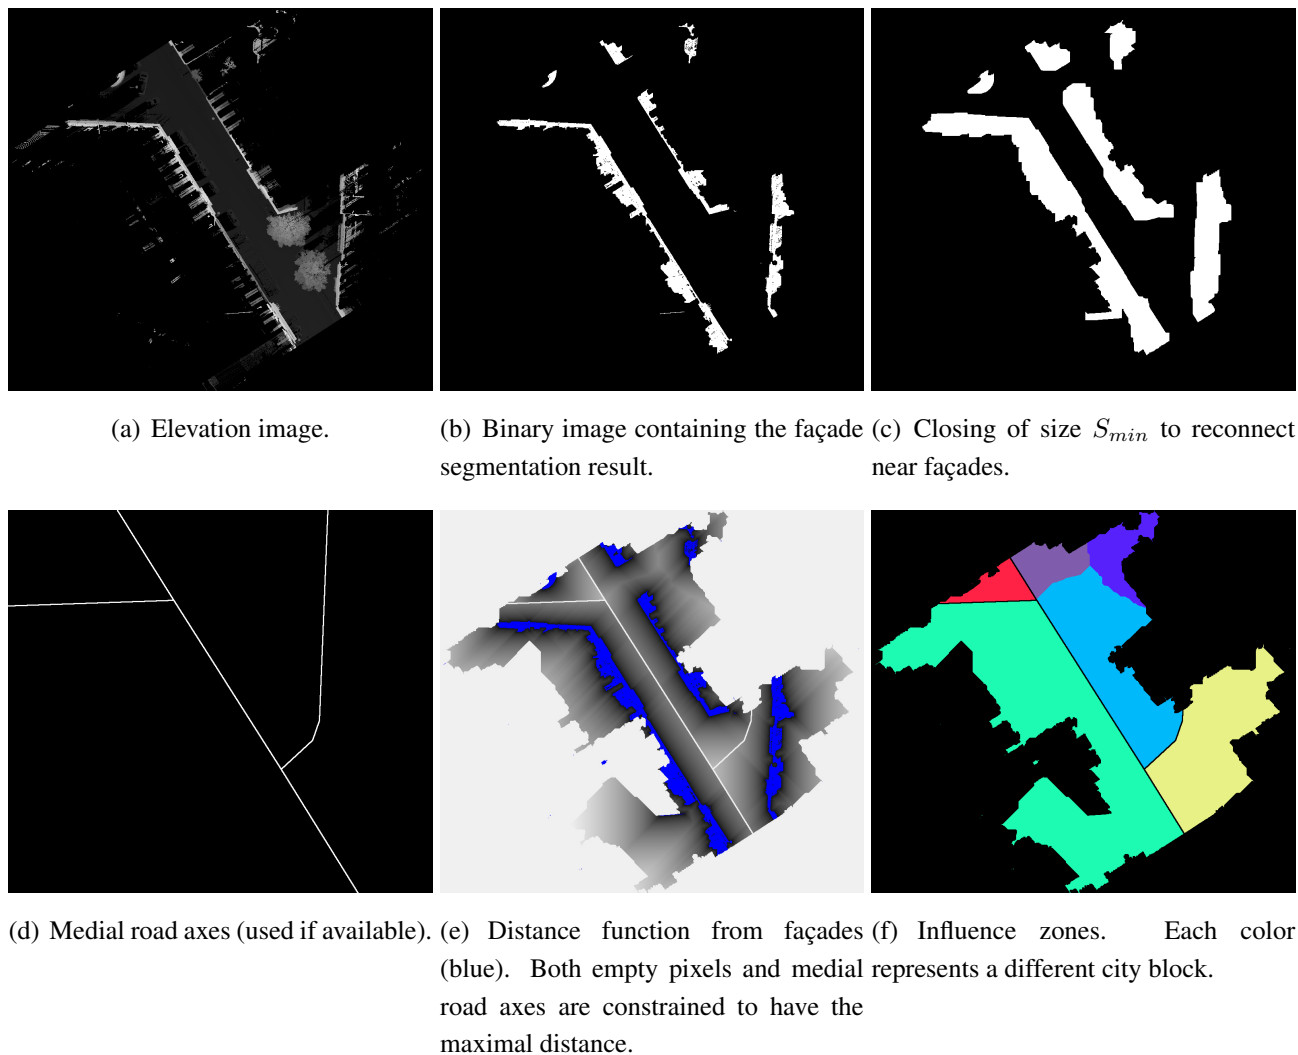 (a) Elevation image.
(b) Binary image containing the façade
segmentation result.
(c) Closing of size S_min to reconnect
near façades.
(d) Medial road axes (used if available).
(e) Distance function from façades
(blue). Both empty pixels and medial
road axes are constrained to have the
maximal distance.
(f) Influence zones. Each color
represents a different city block.